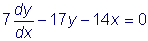 7 dy/dx − 17y − 14x = 0